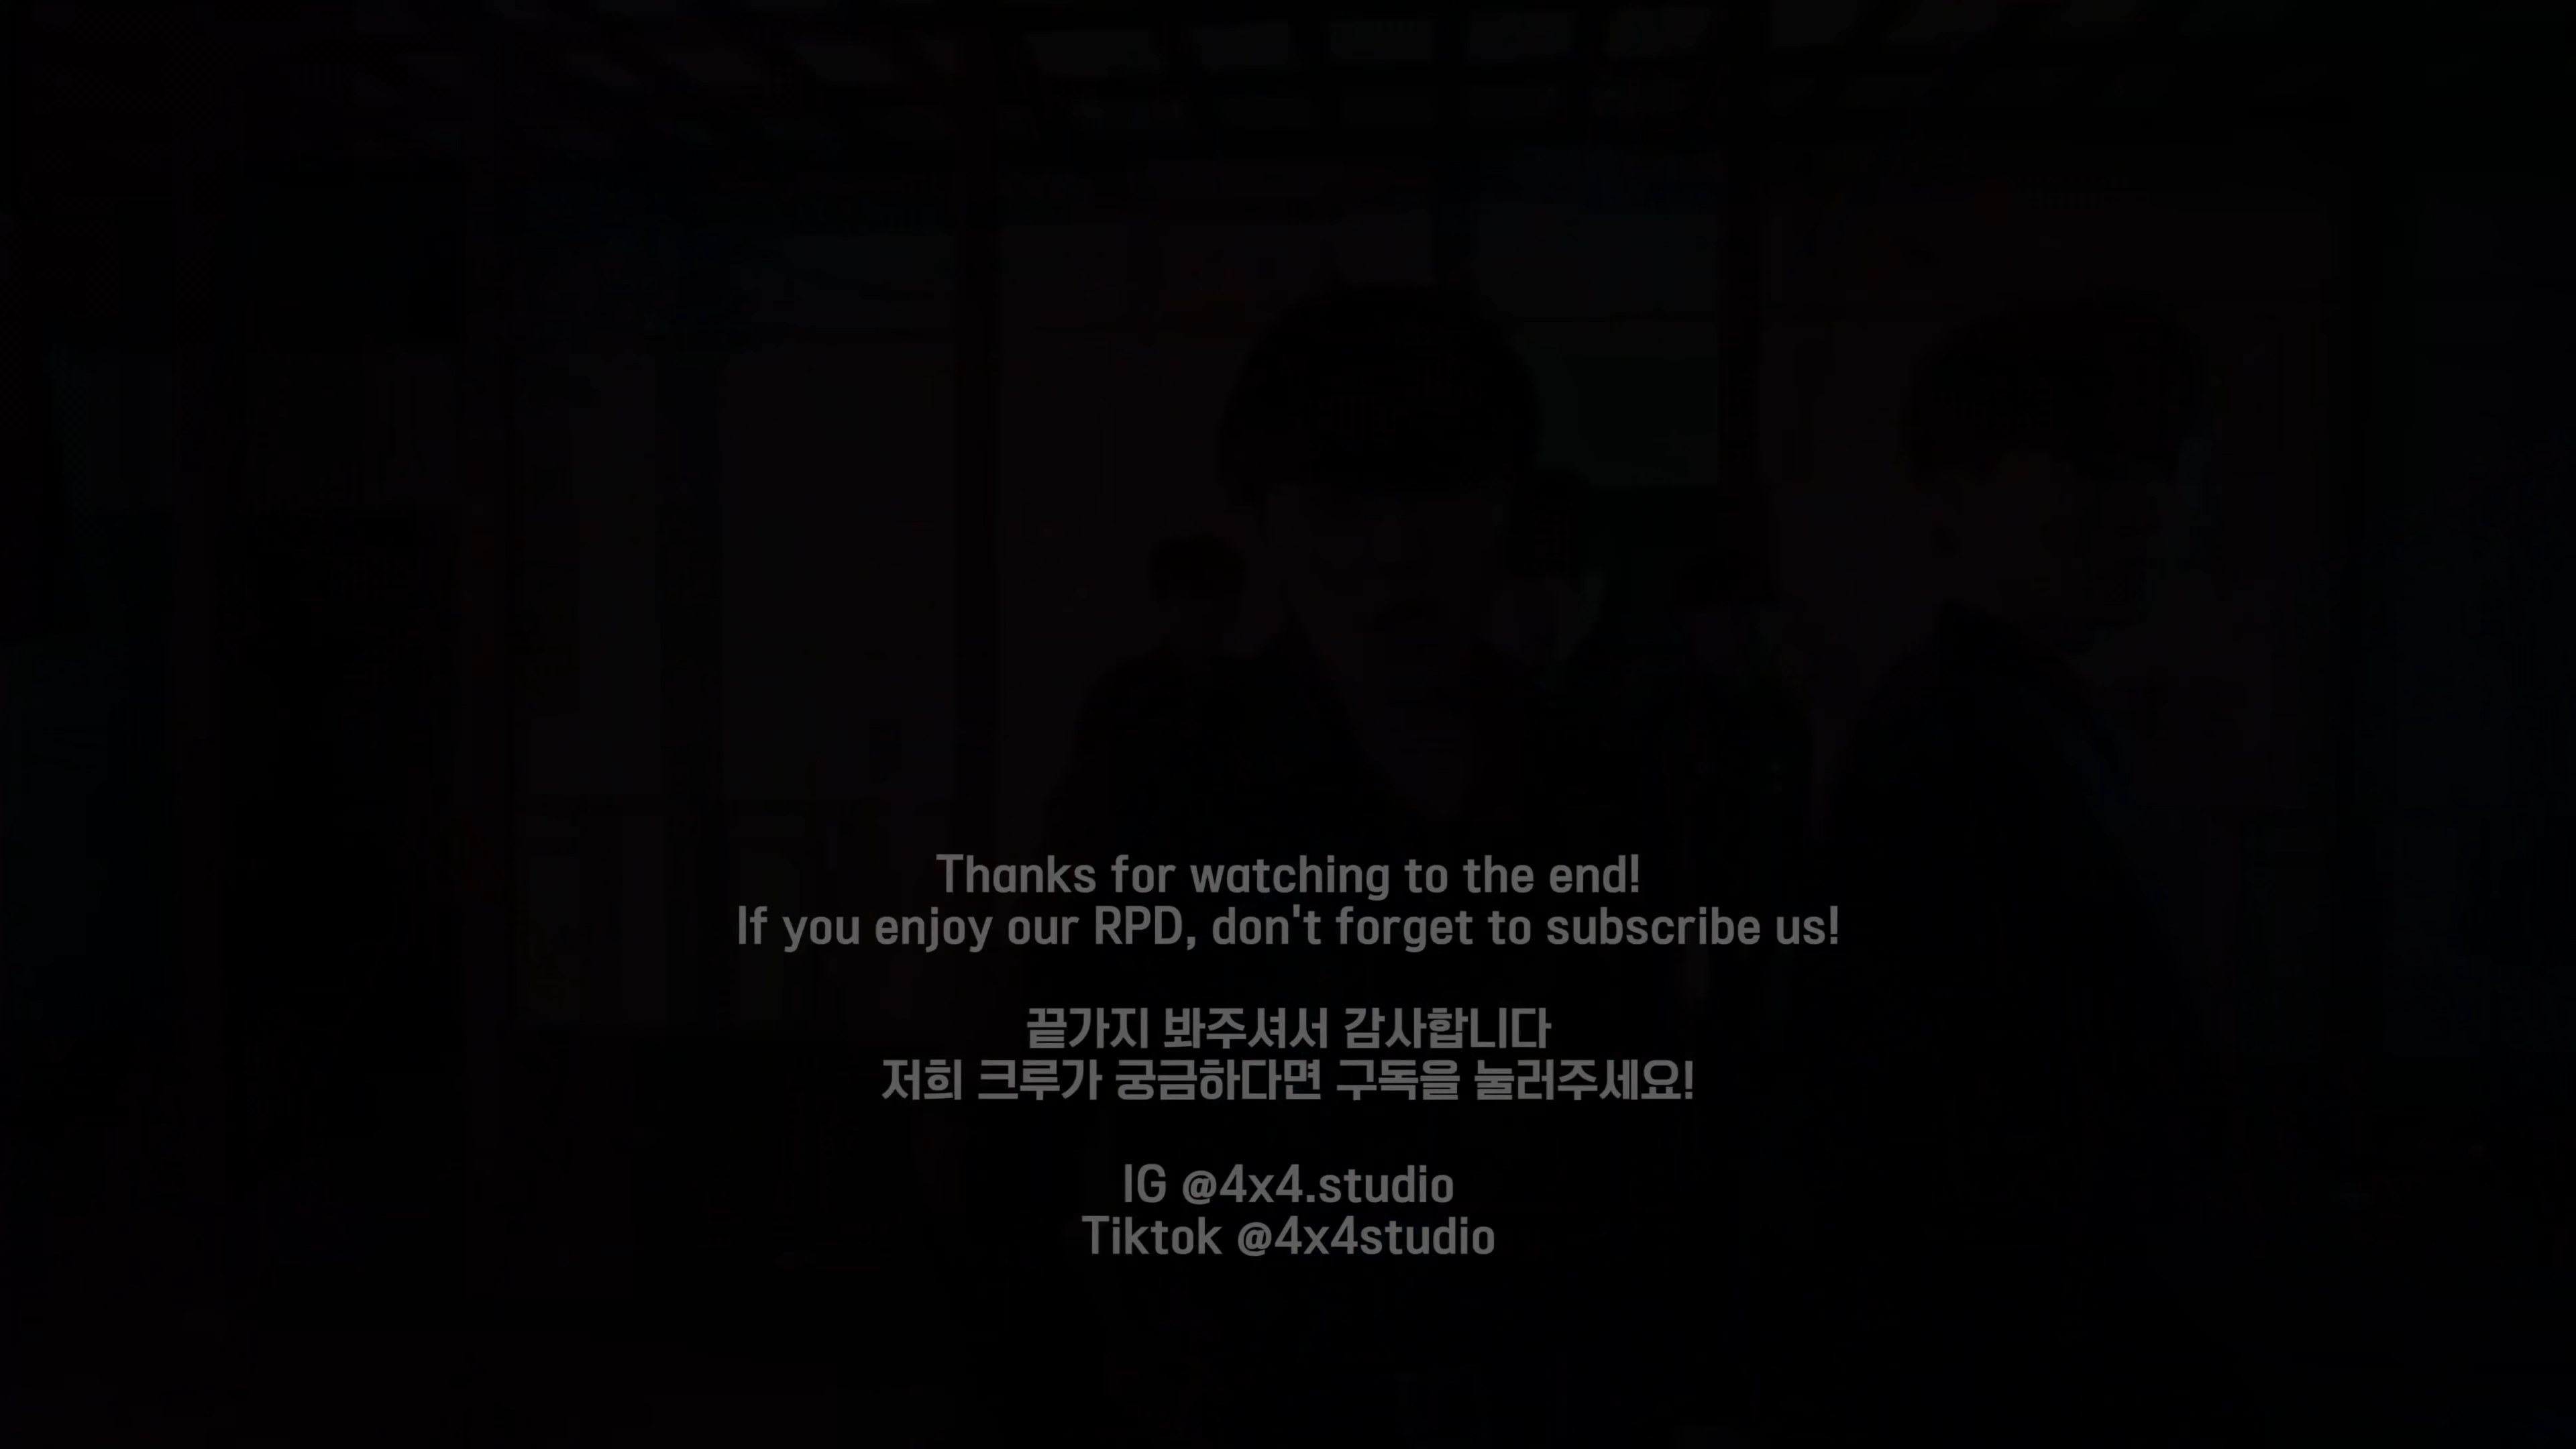 Thanks for watching to the end!
If you enjoy our RPD, don't forget to subscribe us!
끝가지 봐주셔서 감사합니다
저희 크루가 궁금하다면 구독을 눌러주세요!
IG @4x4.studio
Tiktok @4x4studio